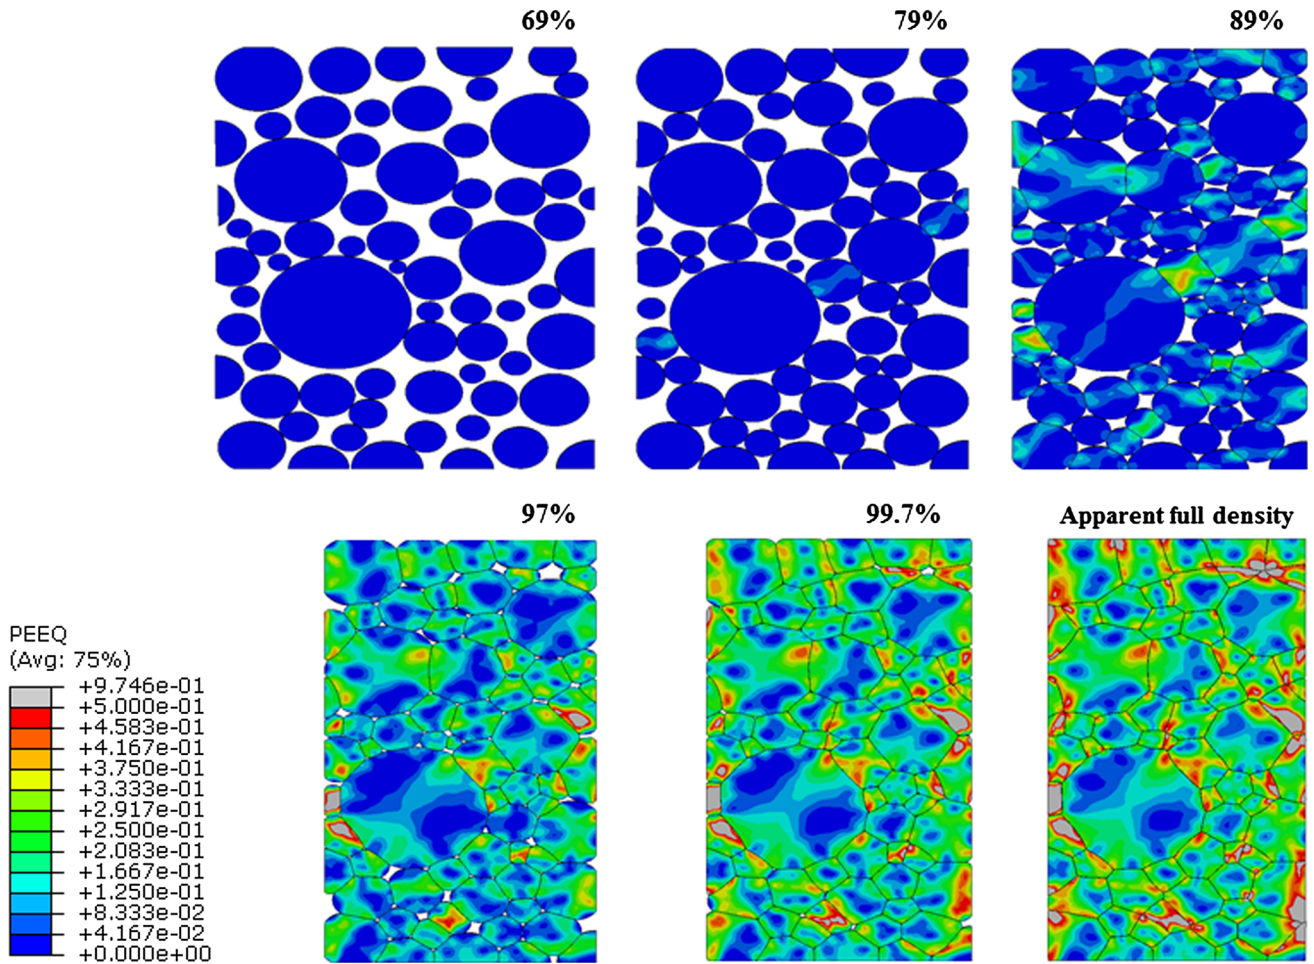 69%
79%
89%
97%
99.7%
Apparent full density
PEEQ
(Avg: 75%)
+9.746e-01
+5.000e-01
+4.583e-01
+4.167e-01
+3.750e-01
+3.333e-01
+2.917e-01
+2.500e-01
+2.083e-01
+1.667e-01
+1.250e-01
+8.333e-02
+4.167e-02
+0.000e+00